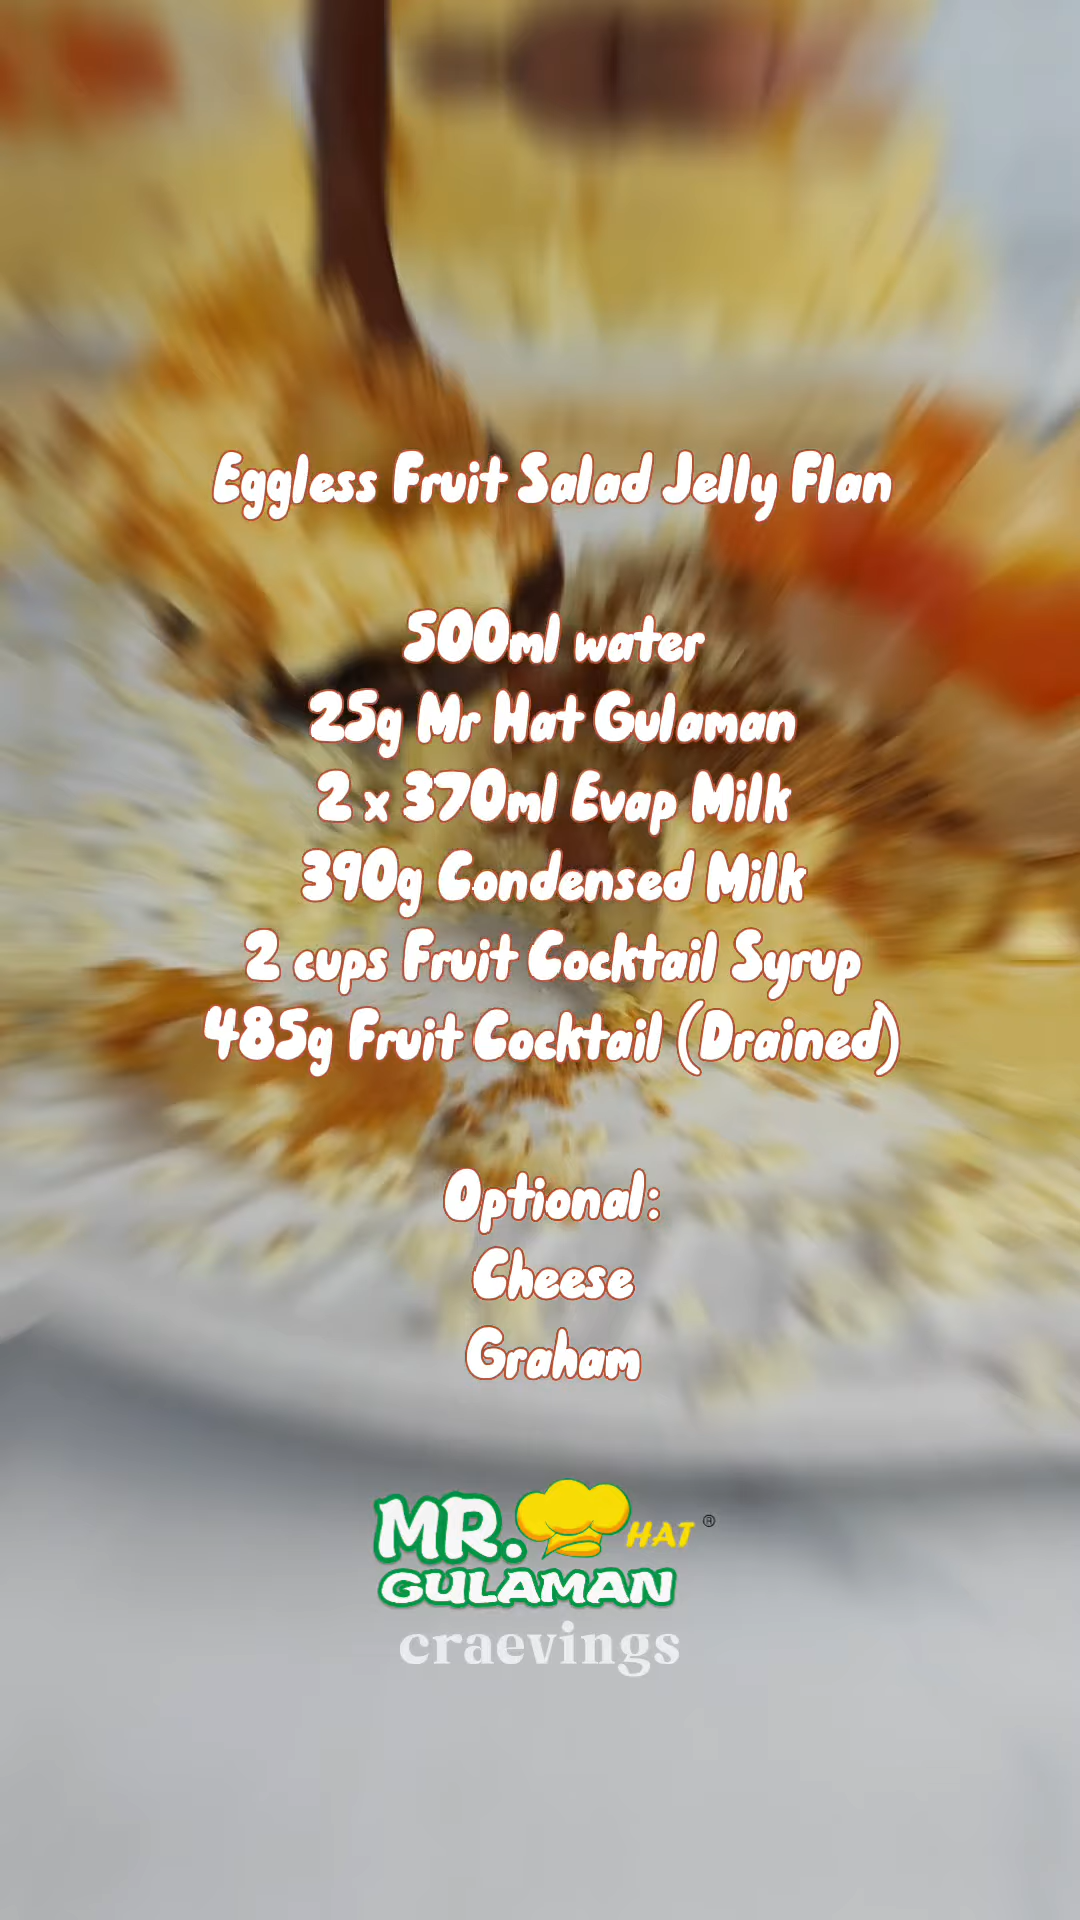 Eggless Fruit Salad Jelly Flan
500ml water
25g Mr Hat Gulaman
2 x 370ml Evap Milk
390g Condensed Milk
2 cups Fruit Cocktail Syrup
485g Fruit Cocktail (Drained)
Optional:
Cheese
Graham
MR. HAT ®
GULAMAN
craevings